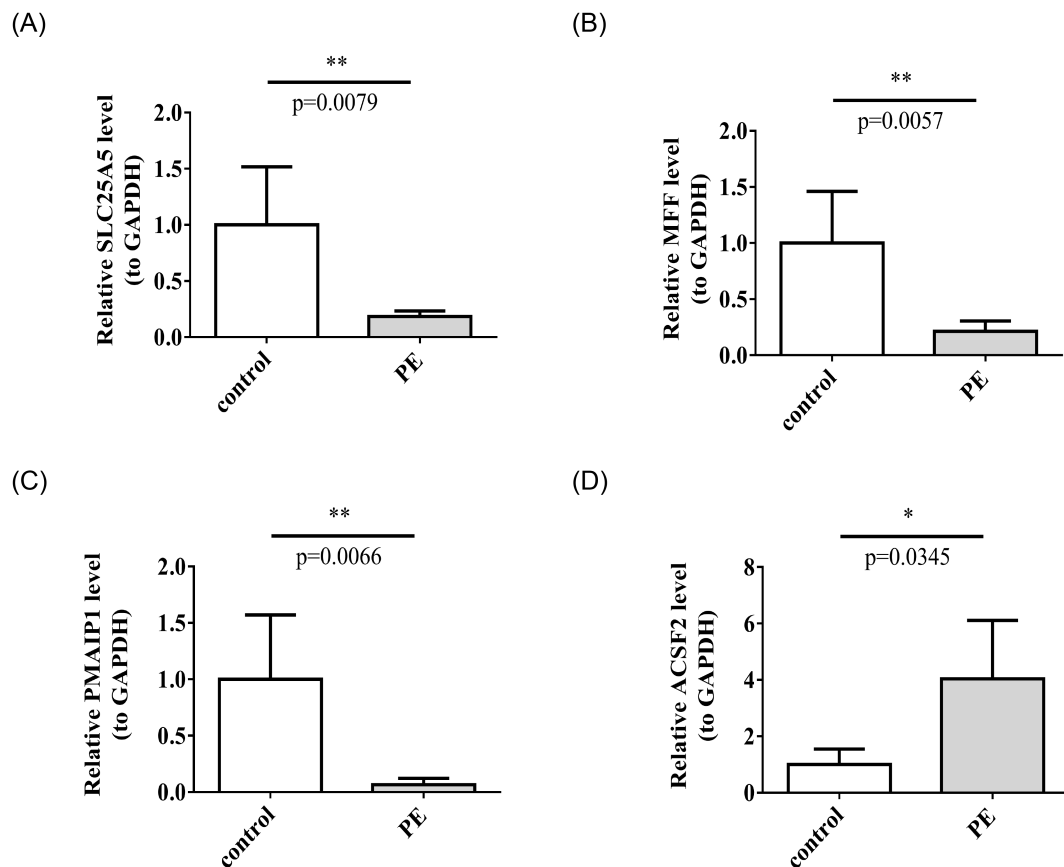 (A)
**
p=0.0079
Relative SLC25A5 level
(to GAPDH)
2.0
1.5
1.0
0.5
0.0
control
PE
(B)
**
p=0.0057
Relative MFF level
(to GAPDH)
2.0
1.5
1.0
0.5
0.0
control
PE
(C)
**
p=0.0066
Relative PMAIP1 level
(to GAPDH)
2.0
1.5
1.0
0.5
0.0
control
PE
(D)
*
p=0.0345
Relative ACSF2 level
(to GAPDH)
8
6
4
2
0
control
PE